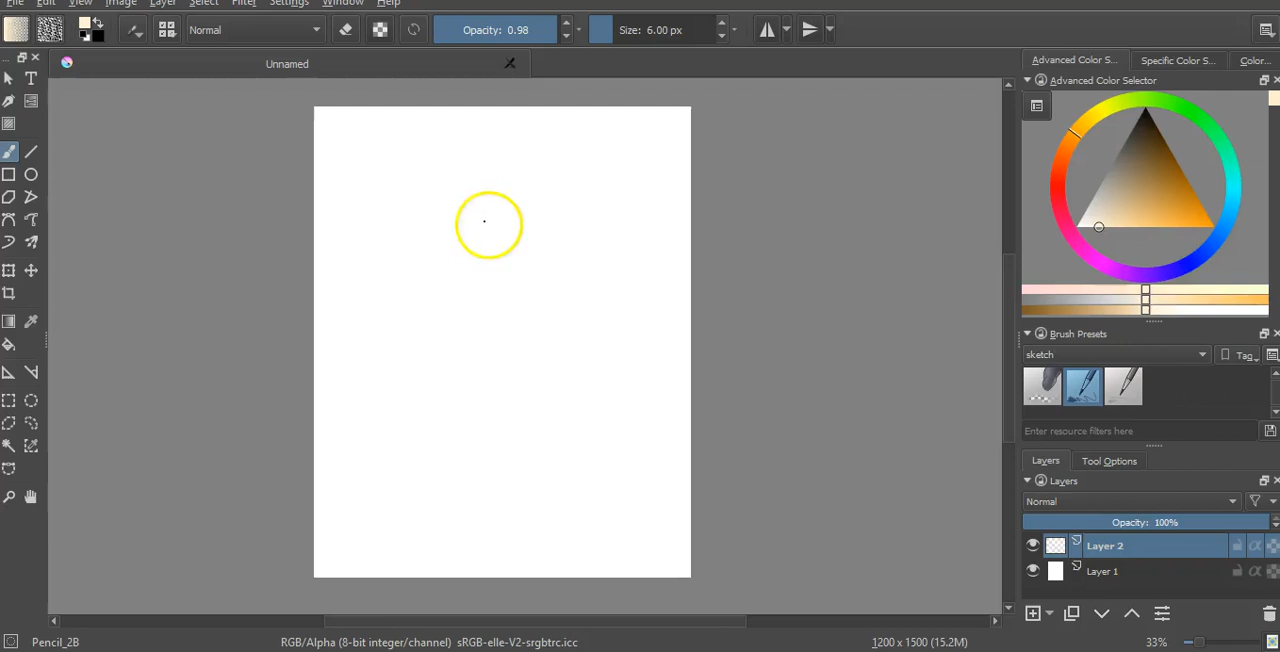 File Edit View Image Layer Select Filter Settings Window Help
Normal Opacity: 0.98 Size: 6.00 px
Unnamed
Advanced Color S... Specific Color S... Color...
Advanced Color Selector
Brush Presets
sketch Tag
Enter resource filters here
Layers Tool Options
Layers
Normal
Opacity: 100%
Layer 2
Layer 1
Pencil_2B RGB/Alpha (8-bit integer/channel) sRGB-elle-V2-srgbtrc.icc 1200 x 1500 (15.2M) 33%